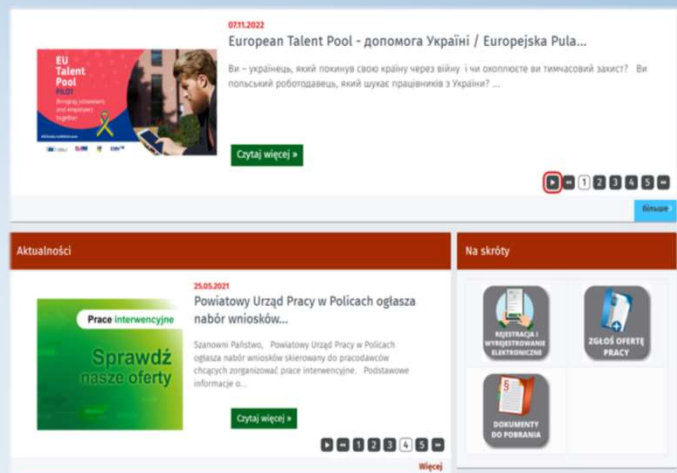 07.11.2022
European Talent Pool - допомога Україні / Europejska Pula...
EU
Talent
Pool
PILOT
Bringing jobseekers
and employers
together
Ви – українець, який покинув свою країну через війну і чи охоплюєте ви тимчасовий захист? Ви
польський роботодавець, який шукає працівників з України? ...
Czytaj więcej »
1 2 3 4 5
більше
Aktualności
25.05.2021
Powiatowy Urząd Pracy w Policach ogłasza
nabór wniosków...
Prace interwencyjne
Sprawdź
nasze oferty
Szanowni Państwo, Powiatowy Urząd Pracy w Policach
ogłasza nabór wniosków skierowany do pracodawców
chcących zorganizować prace interwencyjne. Podstawowe
informacje o...
Czytaj więcej »
1 2 3 4 5
Więcej
Na skróty
REJESTRACJA I
WYREJESTROWANIE
ELEKTRONICZNE
ZGŁOŚ OFERTĘ
PRACY
DOKUMENTY
DO POBRANIA